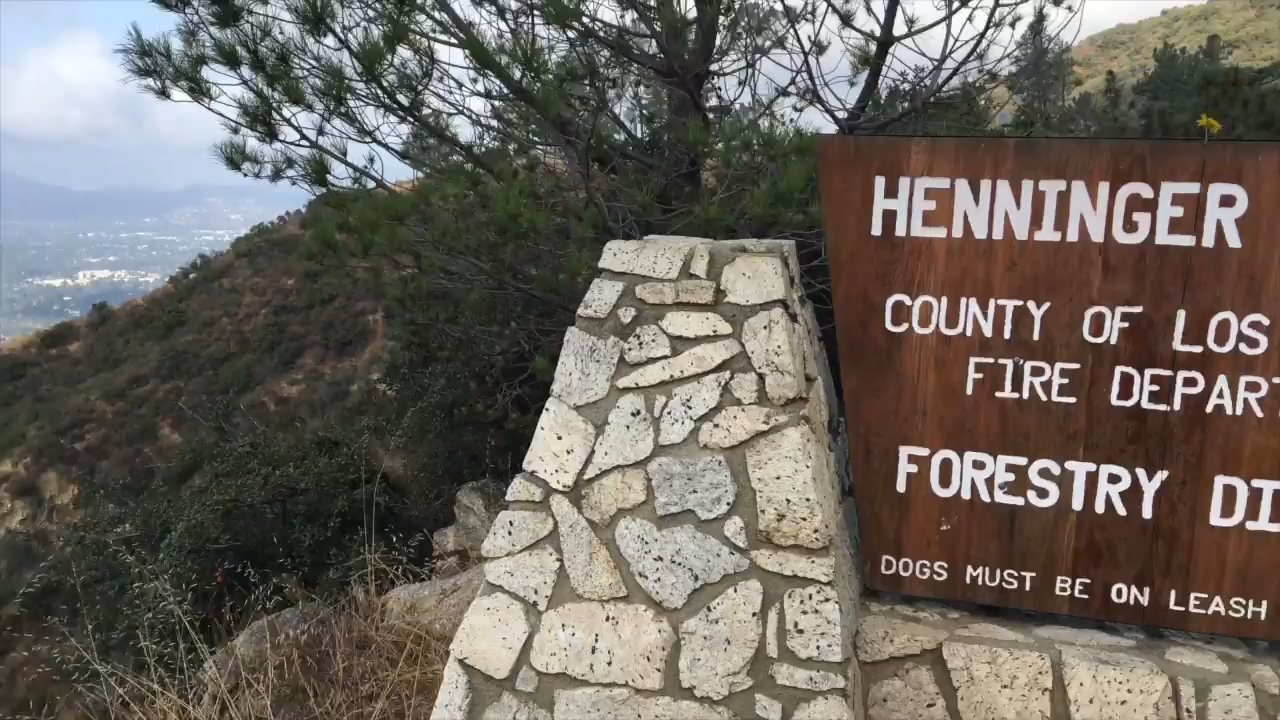 HENNINGER
COUNTY OF LOS
FIRE DEPART
FORESTRY DI
DOGS MUST BE ON LEASH